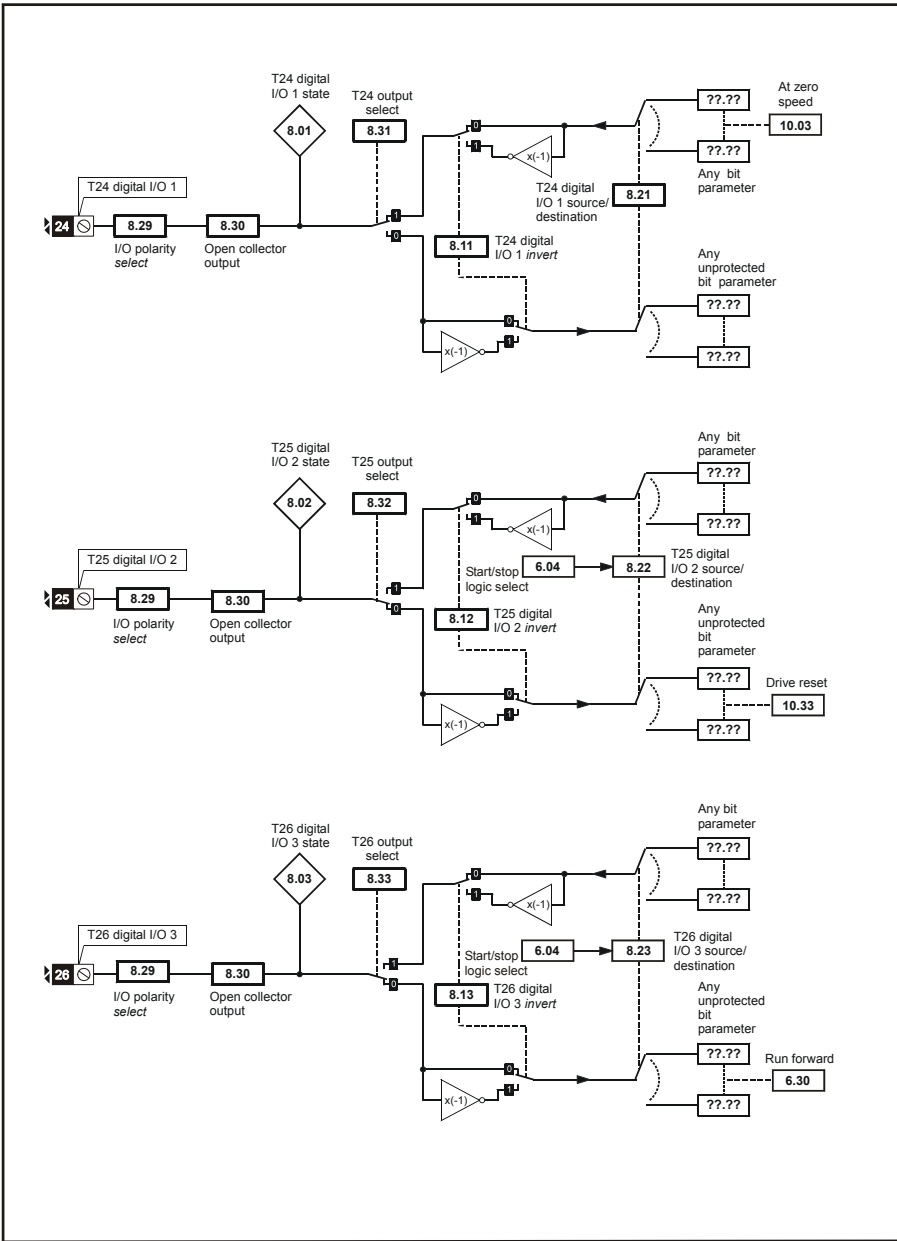 T24 digital
I/O 1 state
8.01
T24 output
select
8.31
0
1
x(-1)
??.??
??.??
Any bit
parameter
At zero
speed
10.03
T24 digital I/O 1
24
8.29
I/O polarity
select
8.30
Open collector
output
1
0
T24 digital
I/O 1 source/
destination
8.21
8.11
T24 digital
I/O 1 invert
Any
unprotected
bit parameter
??.??
??.??
0
1
x(-1)
T25 digital
I/O 2 state
8.02
T25 output
select
8.32
0
1
x(-1)
Any bit
parameter
??.??
??.??
T25 digital I/O 2
25
8.29
I/O polarity
select
8.30
Open collector
output
1
0
Start/stop
logic select
6.04
8.22
T25 digital
I/O 2 source/
destination
8.12
T25 digital
I/O 2 invert
Any
unprotected
bit
parameter
??.??
??.??
Drive reset
10.33
0
1
x(-1)
T26 digital
I/O 3 state
8.03
T26 output
select
8.33
0
1
x(-1)
Any bit
parameter
??.??
??.??
T26 digital I/O 3
26
8.29
I/O polarity
select
8.30
Open collector
output
1
0
Start/stop
logic select
6.04
8.23
T26 digital
I/O 3 source/
destination
8.13
T26 digital
I/O 3 invert
Any
unprotected
bit
parameter
??.??
??.??
Run forward
6.30
0
1
x(-1)